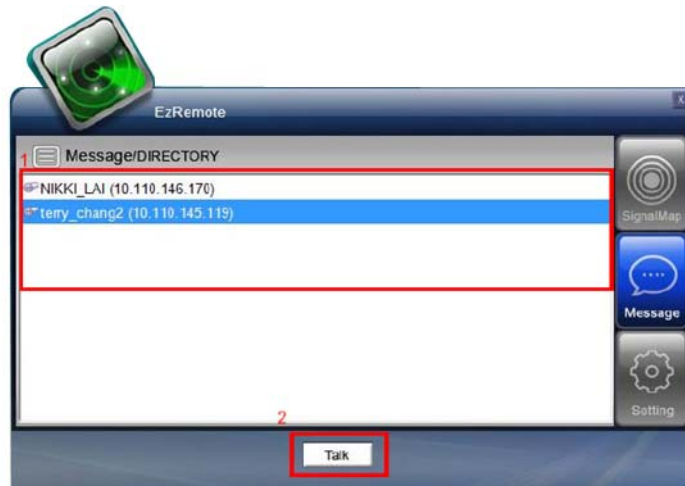 X
EzRemote
1 Message/DIRECTORY
NIKKI_LAI (10.110.146.170)
terry_chang2 (10.110.145.119)
SignalMap
Message
Setting
2
Talk